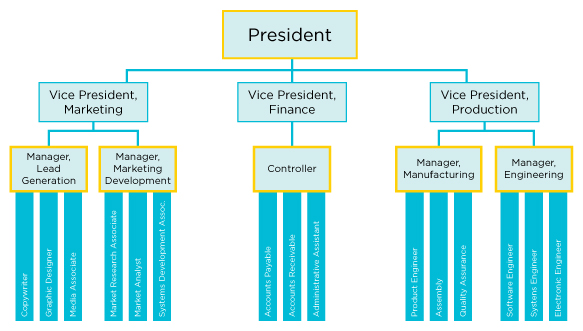 President
Vice President,
Marketing
Vice President,
Finance
Vice President,
Production
Manager,
Lead
Generation
Manager,
Marketing
Development
Controller
Manager,
Manufacturing
Manager,
Engineering
Copywriter
Graphic Designer
Media Associate
Market Research Associate
Market Analyst
Systems Development Assoc.
Accounts Payable
Accounts Receivable
Administrative Assistant
Product Engineer
Assembly
Quality Assurance
Software Engineer
Systens Engineer
Electronic Engineer